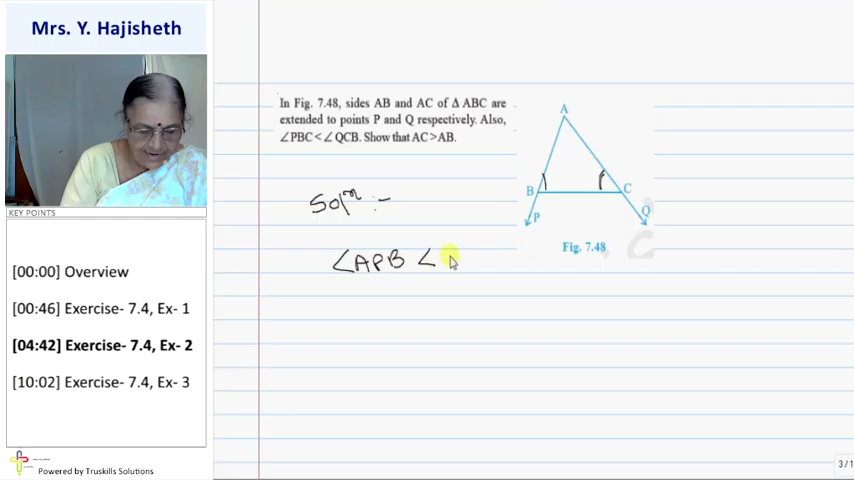 Mrs. Y. Hajisheth
KEY POINTS
[00:00] Overview
[00:46] Exercise- 7.4, Ex- 1
[04:42] Exercise- 7.4, Ex- 2
[10:02] Exercise- 7.4, Ex- 3
Powered by Truskills Solutions
In Fig. 7.48, sides AB and AC of Δ ABC are
extended to points P and Q respectively. Also,
∠PBC < ∠ QCB. Show that AC > AB.
A
B
C
P
Q
Fig. 7.48
Solⁿ :-
∠APB <
3/1